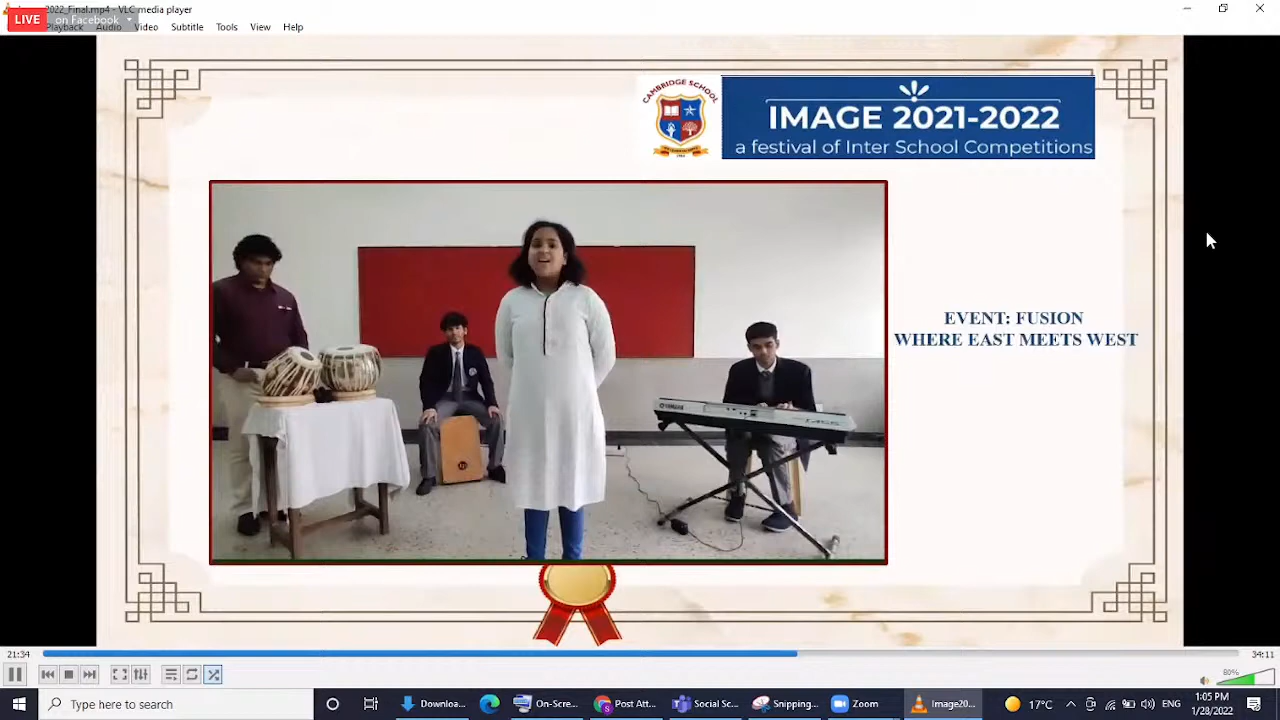 2022_Final.mp4 - VLC media player
LIVE on Facebook
Playback Audio Video Subtitle Tools View Help
CAMBRIDGE SCHOOL
IMAGE 2021-2022
a festival of Inter School Competitions
EVENT: FUSION
WHERE EAST MEETS WEST
YAMAHA
21:34
34:11
80%
Type here to search
Downlo...
On-Scre...
Post Att...
Social Sc...
Snipping...
Zoom
Image20...
17°C
ENG
1:05 PM
1/28/2022